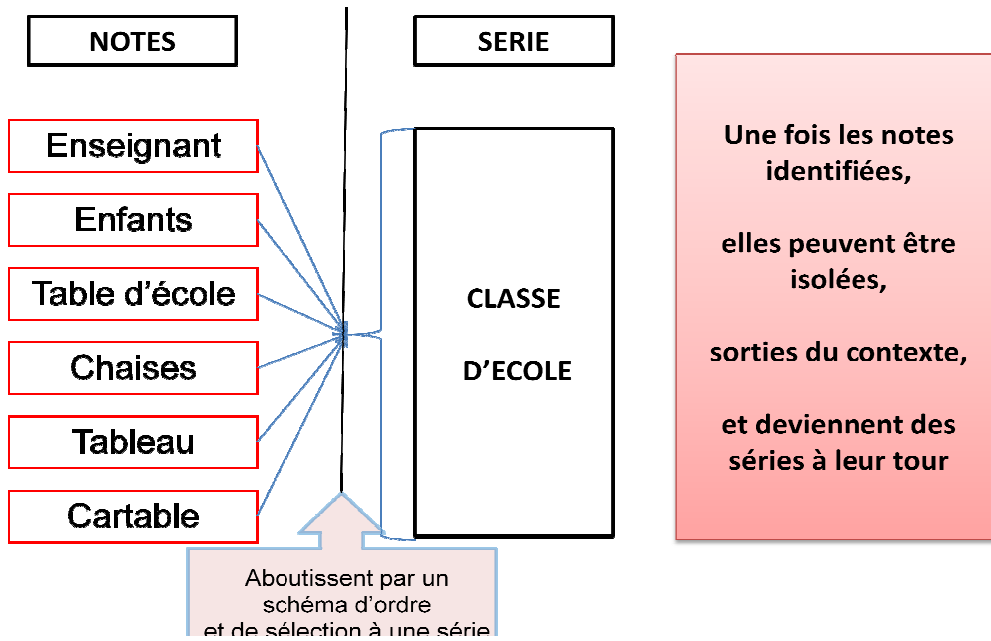 NOTES
SERIE
Enseignant
Enfants
Table d’école
Chaises
Tableau
Cartable
CLASSE
D’ECOLE
Une fois les notes
identifiées,
elles peuvent être
isolées,
sorties du contexte,
et deviennent des
séries à leur tour
Aboutissent par un
schéma d’ordre
et de sélection à une série